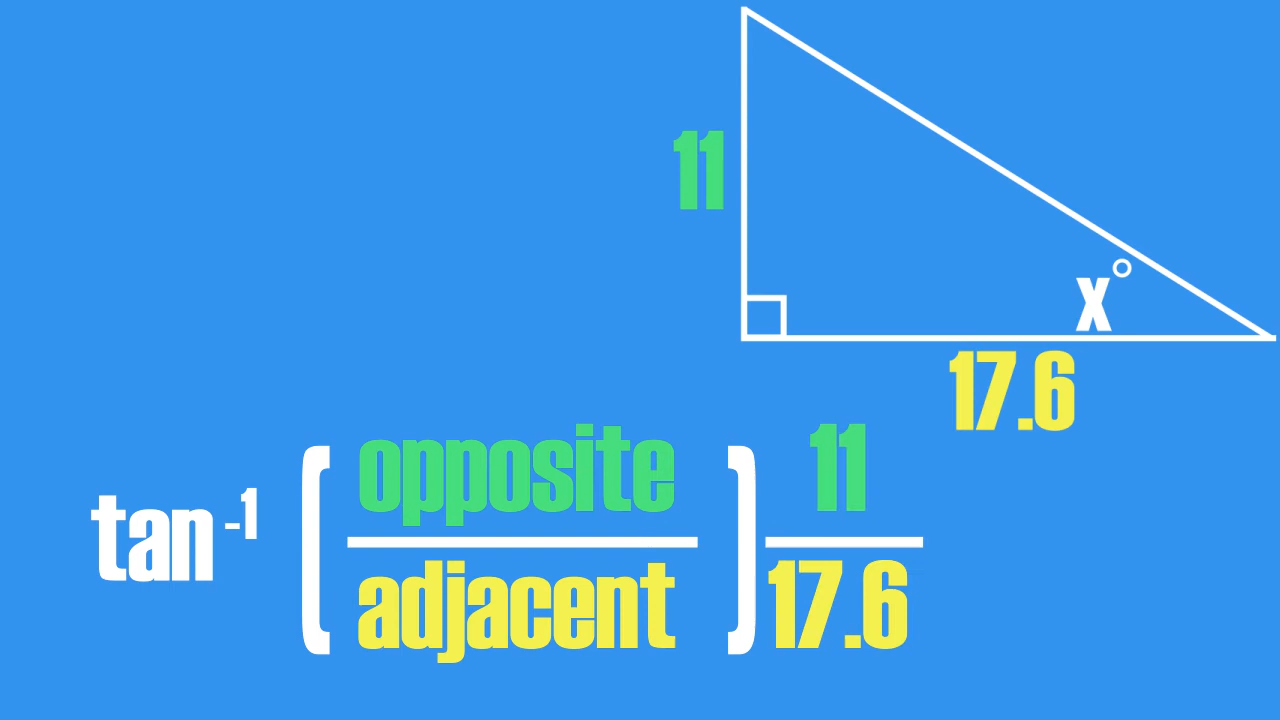 11
x°
17.6
tan⁻¹ ( opposite / adjacent ) 11 / 17.6